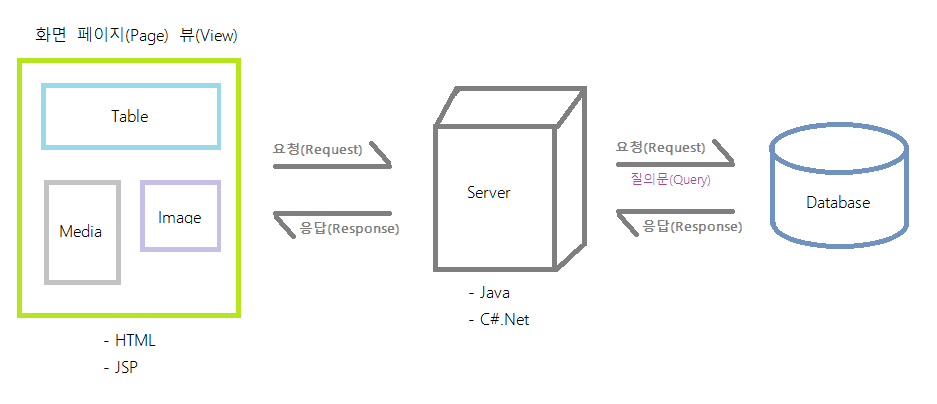 화면 페이지(Page) 뷰(View)
Table
Media
Image
- HTML
- JSP
요청(Request)
응답(Response)
Server
- Java
- C#.Net
요청(Request)
질의문(Query)
응답(Response)
Database